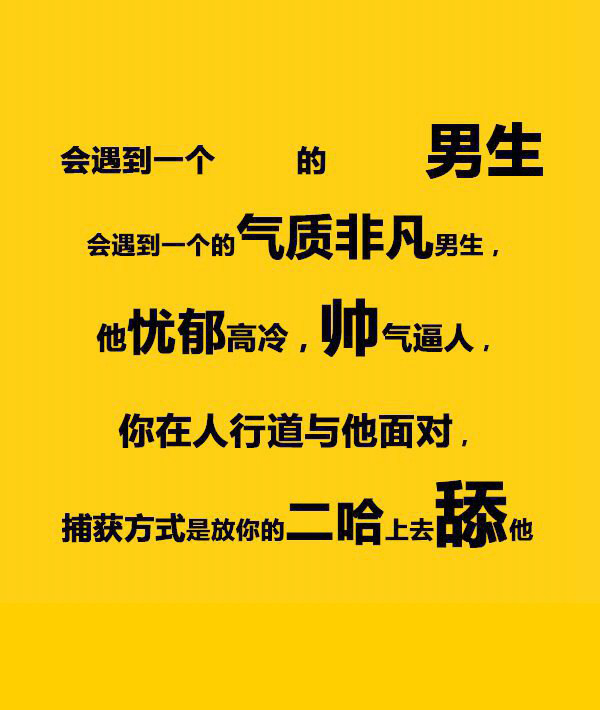 会遇到一个 的 男生
会遇到一个的气质非凡男生，
他忧郁高冷，帅气逼人，
你在人行道与他面对，
捕获方式是放你的二哈上去舔他